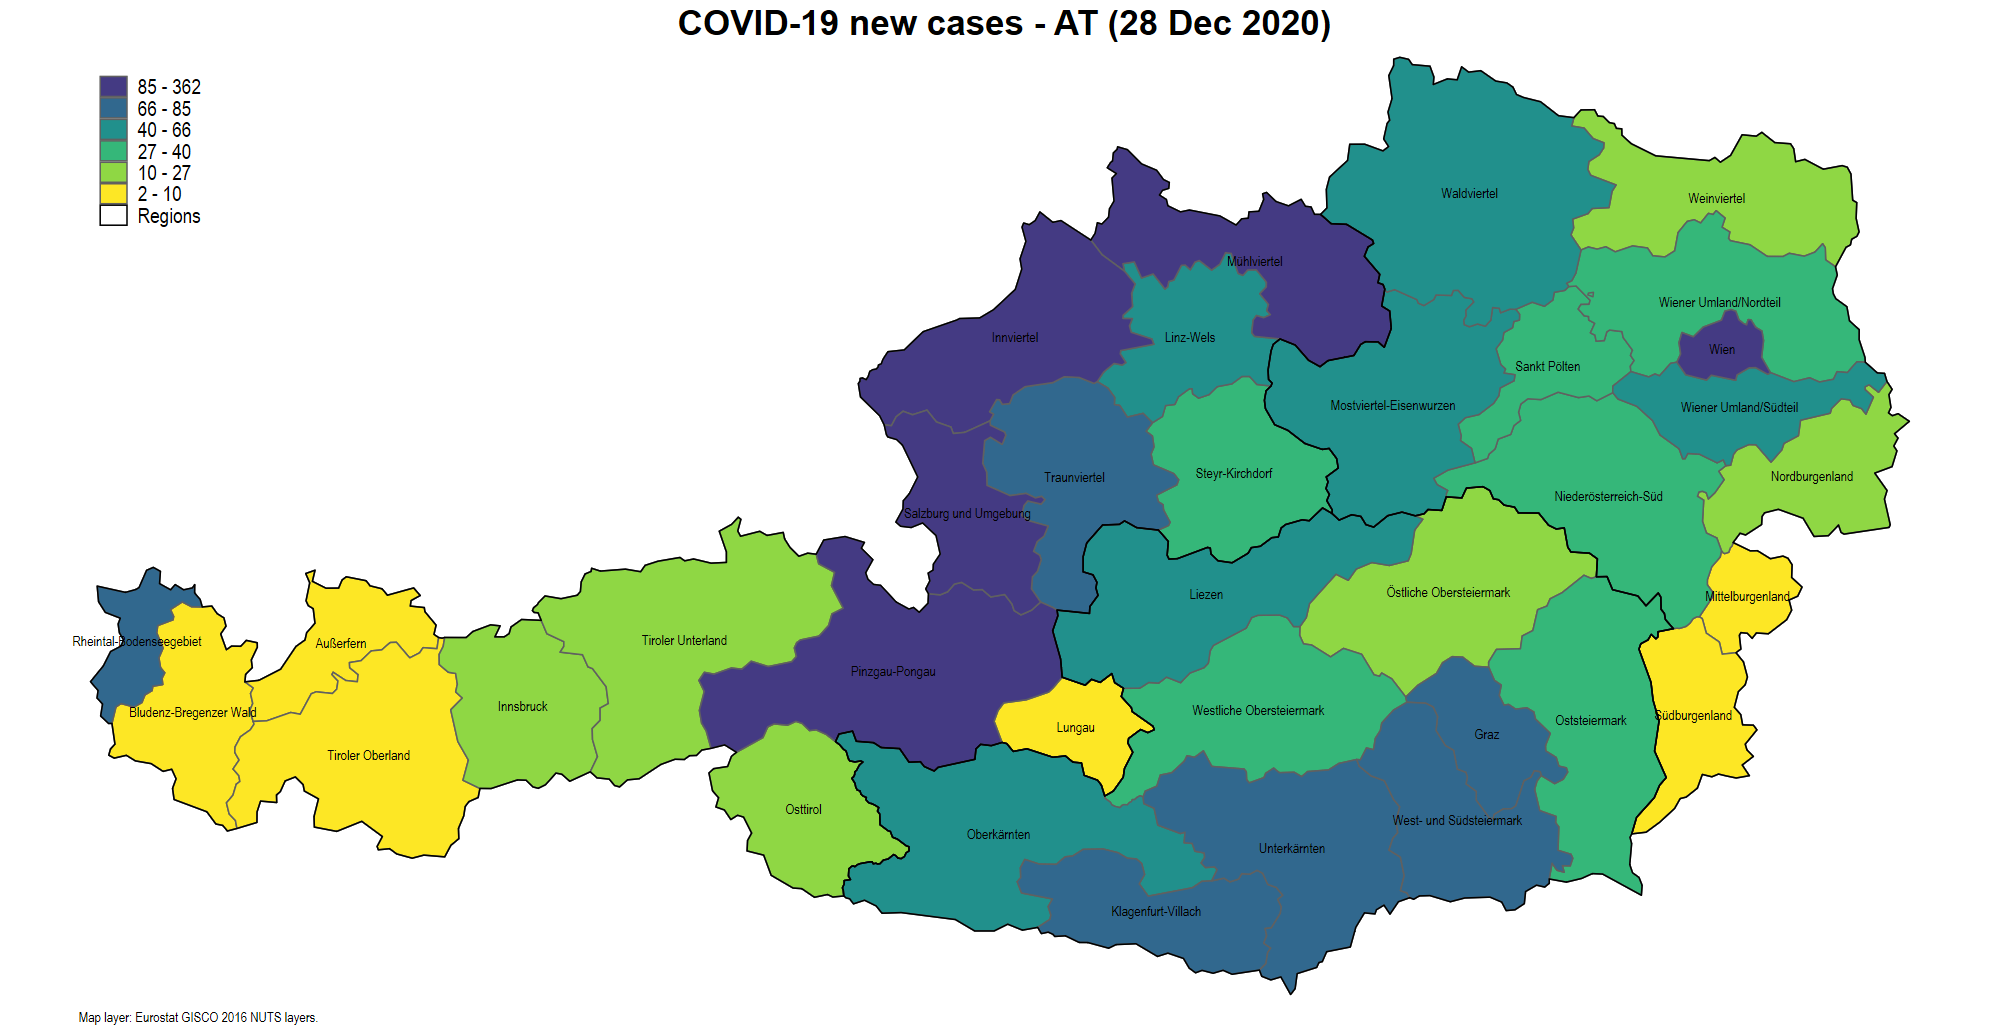 COVID-19 new cases - AT (28 Dec 2020)
85 - 362
66 - 85
40 - 66
27 - 40
10 - 27
2 - 10
Regions
Waldviertel
Weinviertel
Mühlviertel
Wiener Umland/Nordteil
Innviertel
Linz-Wels
Wien
Sankt Pölten
Mostviertel-Eisenwurzen
Wiener Umland/Südteil
Traunviertel
Steyr-Kirchdorf
Nordburgenland
Niederösterreich-Süd
Salzburg und Umgebung
Liezen
Östliche Obersteiermark
Mittelburgenland
Rheintal-Bodenseegebiet
Außerfern
Tiroler Unterland
Pinzgau-Pongau
Innsbruck
Bludenz-Bregenzer Wald
Westliche Obersteiermark
Südburgenland
Oststeiermark
Lungau
Graz
Tiroler Oberland
Osttirol
West- und Südsteiermark
Oberkärnten
Unterkärnten
Klagenfurt-Villach
Map layer: Eurostat GISCO 2016 NUTS layers.